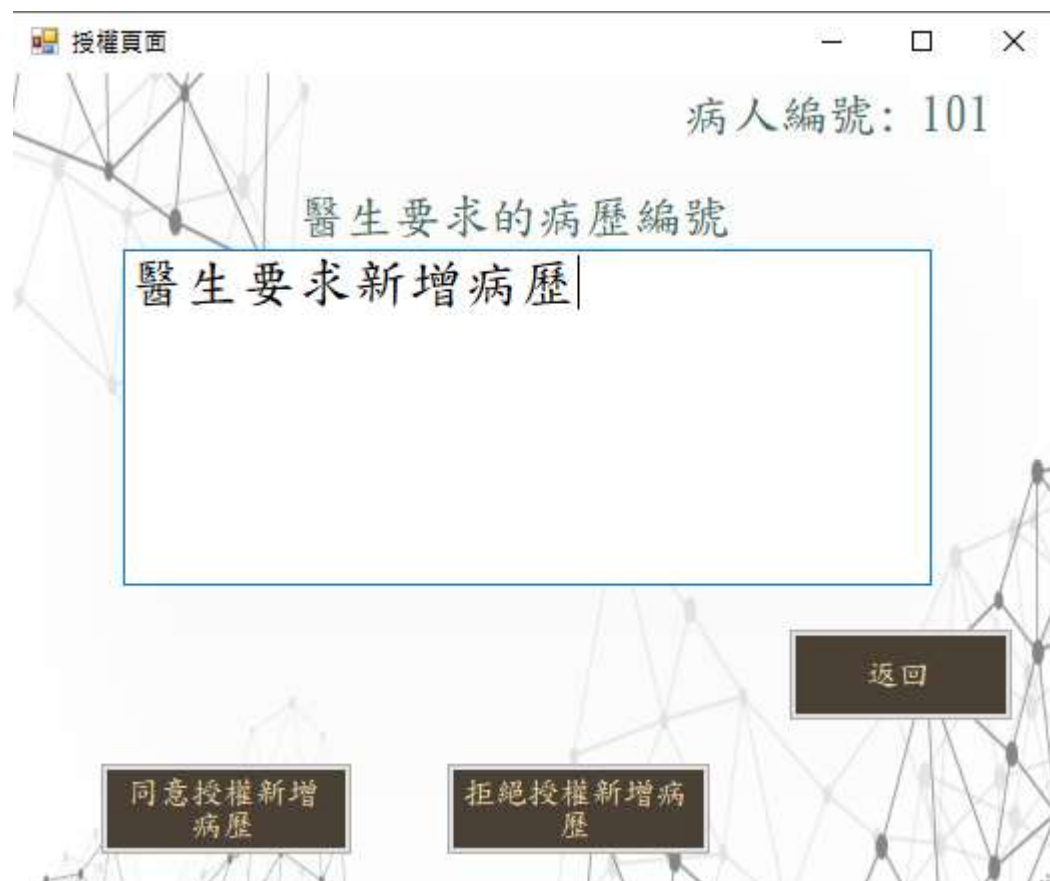 授權頁面
病人編號: 101
醫生要求的病歷編號
醫生要求新增病歷
返回
同意授權新增
病歷
拒絕授權新增病
歷